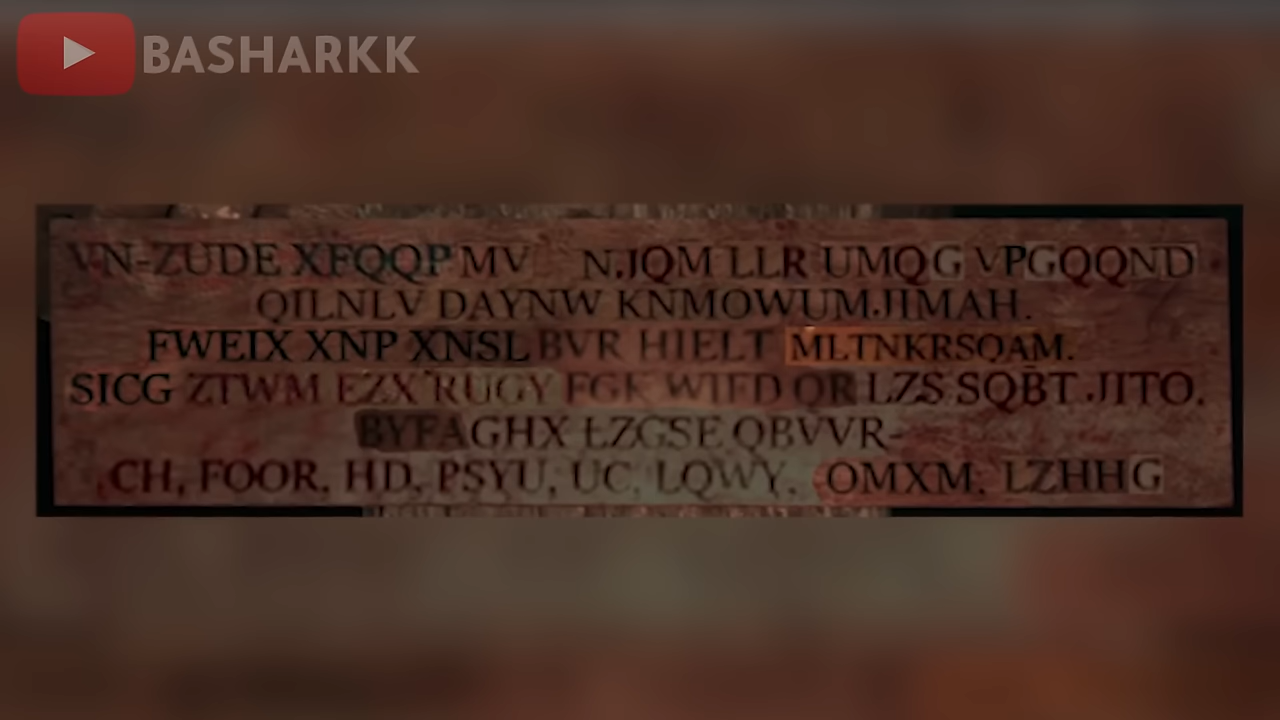 BASHARKK
VN-ZUDE XFQQP MV N,JQM LLR UMQG VPGQQND
QILNLV DAYNW KNMOWUMJIMAH.
FWEIX XNP XNSL BVR HIELT MLTNKRSQAM.
SICG ZTWM EZX RUGY FGK WIFD QR LZS SQBT JITO.
BYFAGHX LZGSE QBVVR-
CH, FOOR, HD, PSYU, UC, LQWY, OMXM, LZHHG